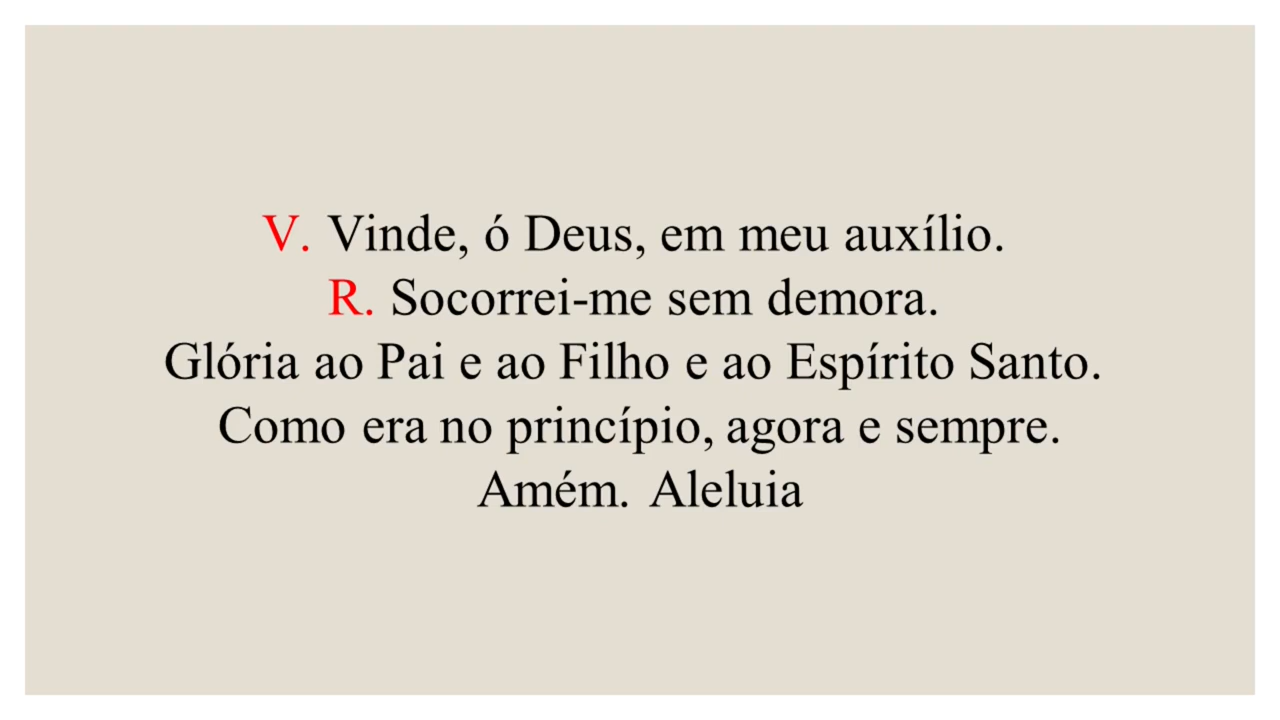 V. Vinde, ó Deus, em meu auxílio.
R. Socorrei-me sem demora.
Glória ao Pai e ao Filho e ao Espírito Santo.
Como era no princípio, agora e sempre.
Amém. Aleluia